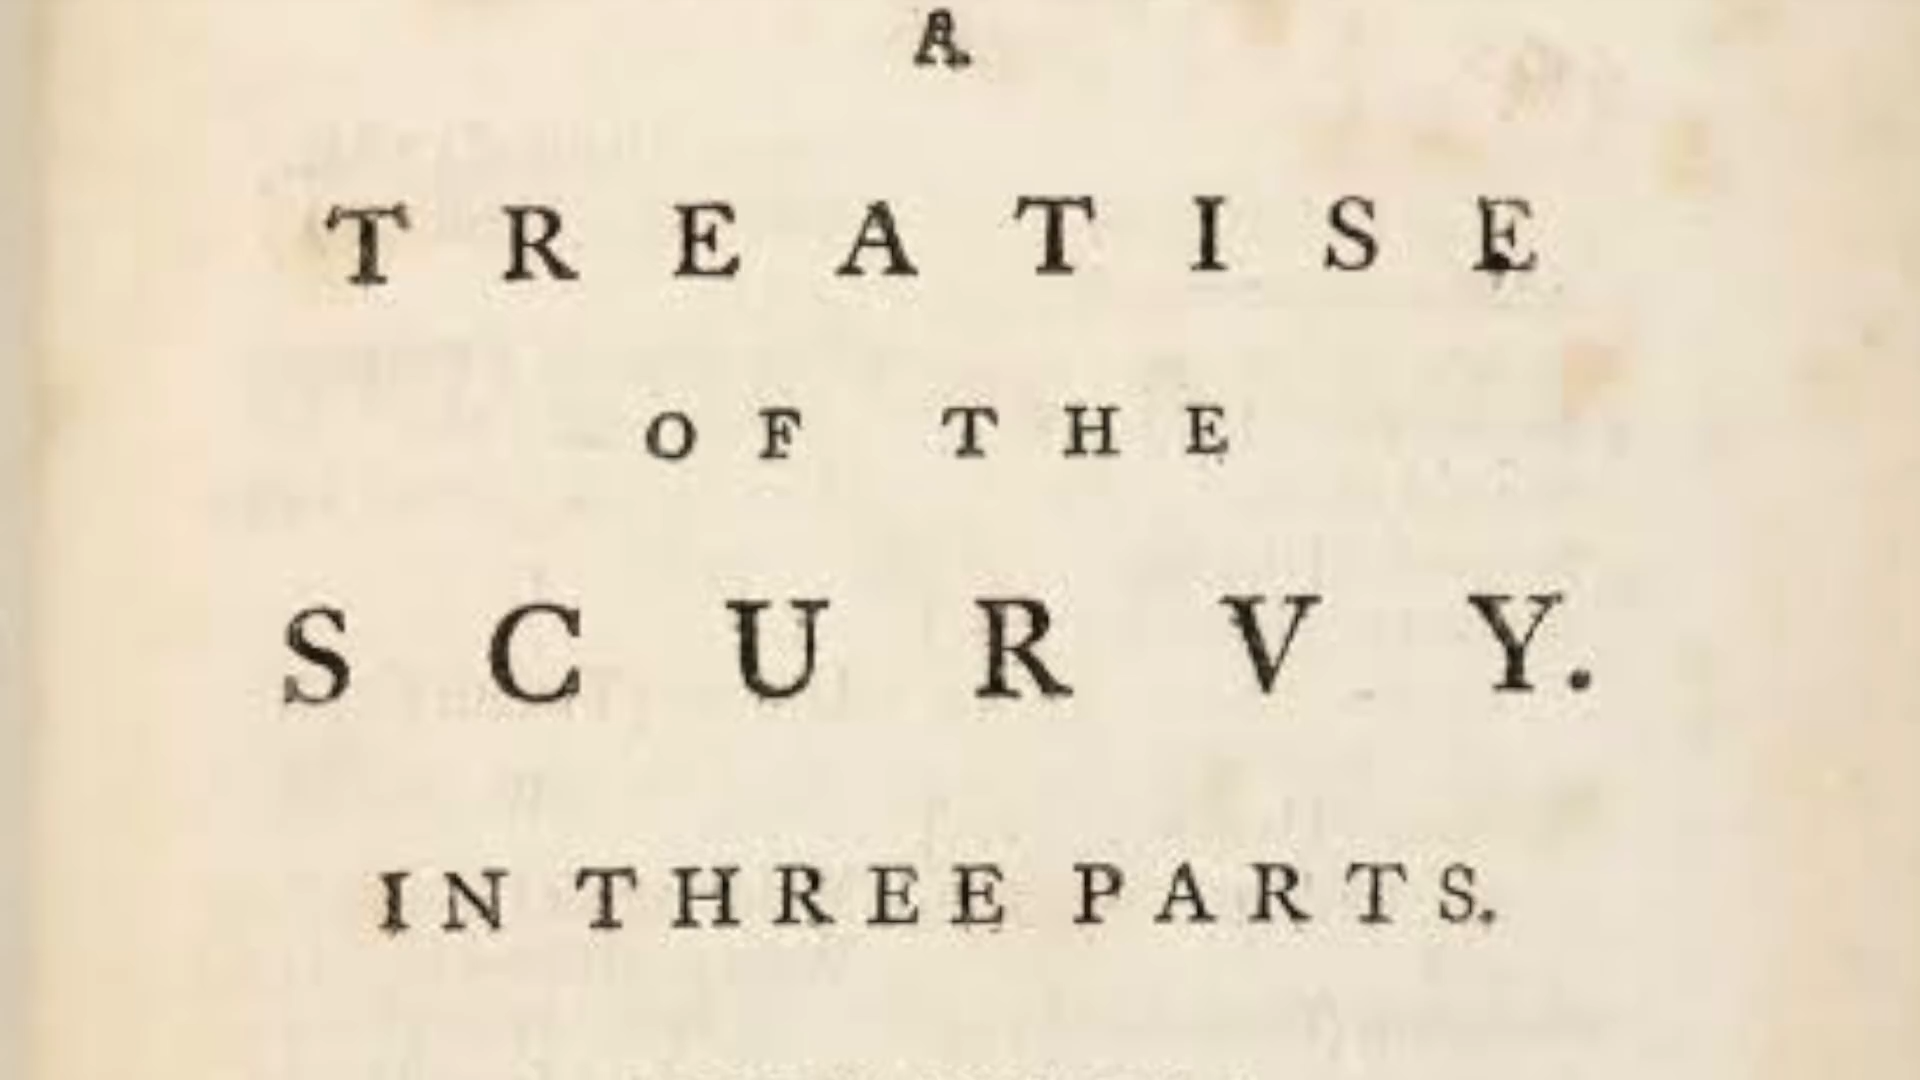 A
TREATISE
OF THE
SCURVY.
IN THREE PARTS.